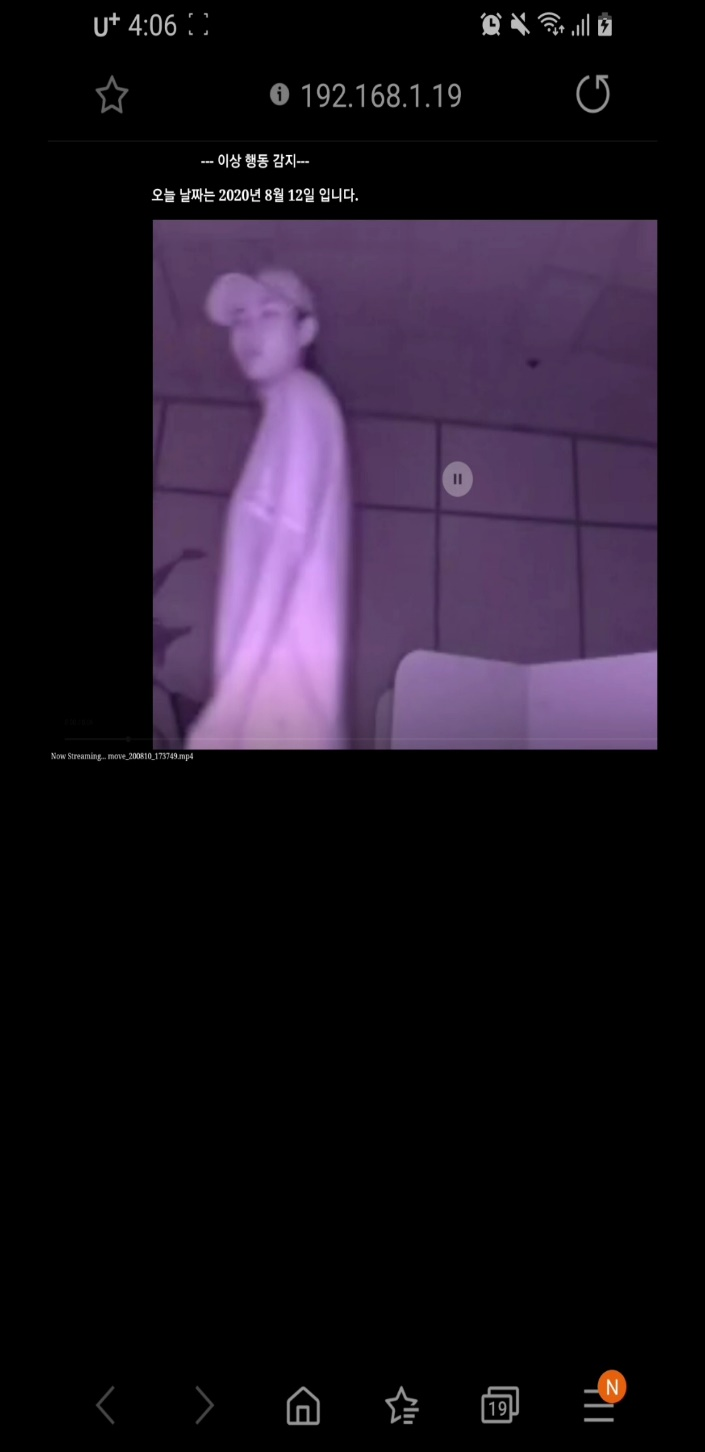 U+ 4:06
192.168.1.19
--- 이상 행동 감지---
오늘 날짜는 2020년 8월 12일 입니다.
Now Streaming... move_200810_173749.mp4
19
N